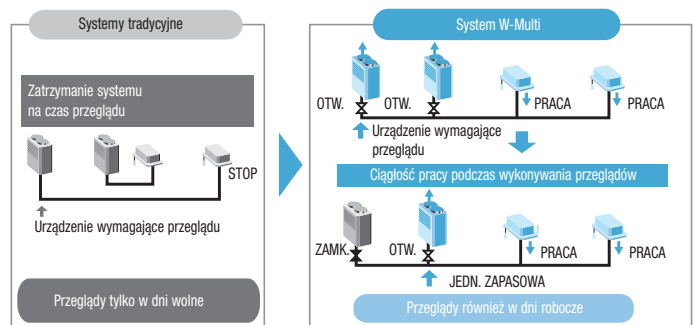 Systemy tradycyjne
Zatrzymanie systemu
na czas przeglądu
STOP
Urządzenie wymagające przeglądu
Przeglądy tylko w dni wolne
System W-Multi
OTW.
OTW.
PRACA
PRACA
Urządzenie wymagające
przeglądu
Ciągłość pracy podczas wykonywania przeglądów
ZAMK.
OTW.
PRACA
PRACA
JEDN. ZAPASOWA
Przeglądy również w dni robocze